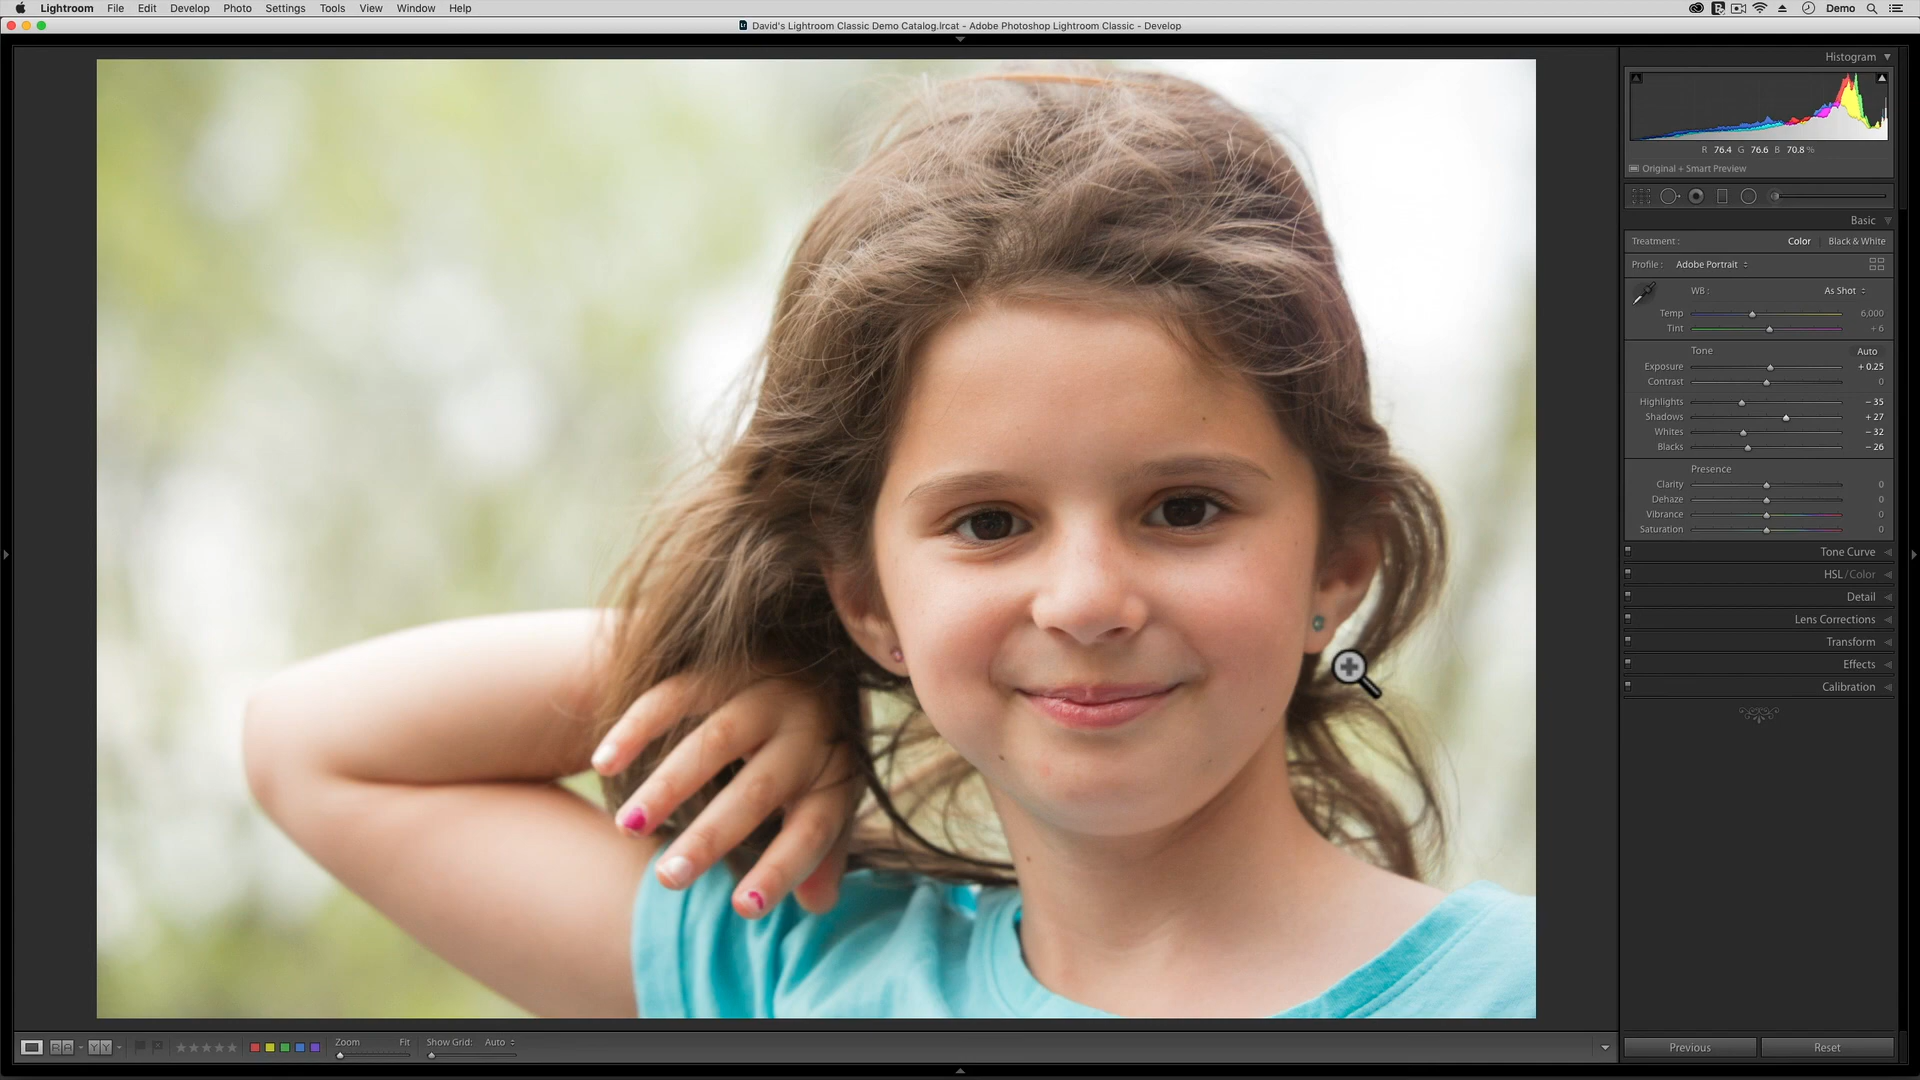 Lightroom File Edit Develop Photo Settings Tools View Window Help Demo
David's Lightroom Classic Demo Catalog.lrcat - Adobe Photoshop Lightroom Classic - Develop
Histogram
R 76.4 G 76.6 B 70.8 %
Original + Smart Preview
Basic
Treatment : Color Black & White
Profile : Adobe Portrait
WB : As Shot
Temp 6,000
Tint + 6
Tone Auto
Exposure + 0.25
Contrast 0
Highlights − 35
Shadows + 27
Whites − 32
Blacks − 26
Presence
Clarity 0
Dehaze 0
Vibrance 0
Saturation 0
Tone Curve
HSL / Color
Detail
Lens Corrections
Transform
Effects
Calibration
Zoom Fit Show Grid: Auto
Previous Reset